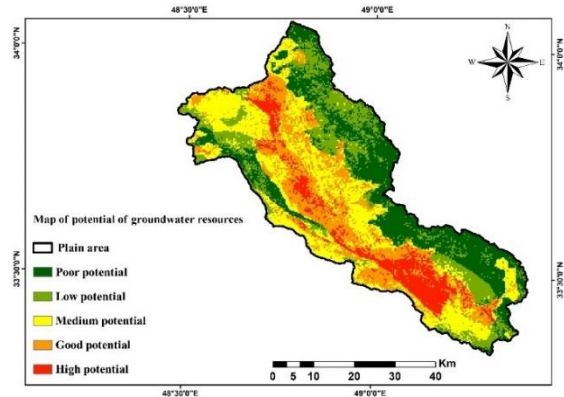 48°30'0"E 49°0'0"E
34°0'0"N
34°0'0"N
N
W E
S
Map of potential of groundwater resources
Plain area
Poor potential
Low potential
Medium potential
Good potential
High potential
33°30'0"N
33°30'0"N
Km
0 5 10 20 30 40
48°30'0"E 49°0'0"E